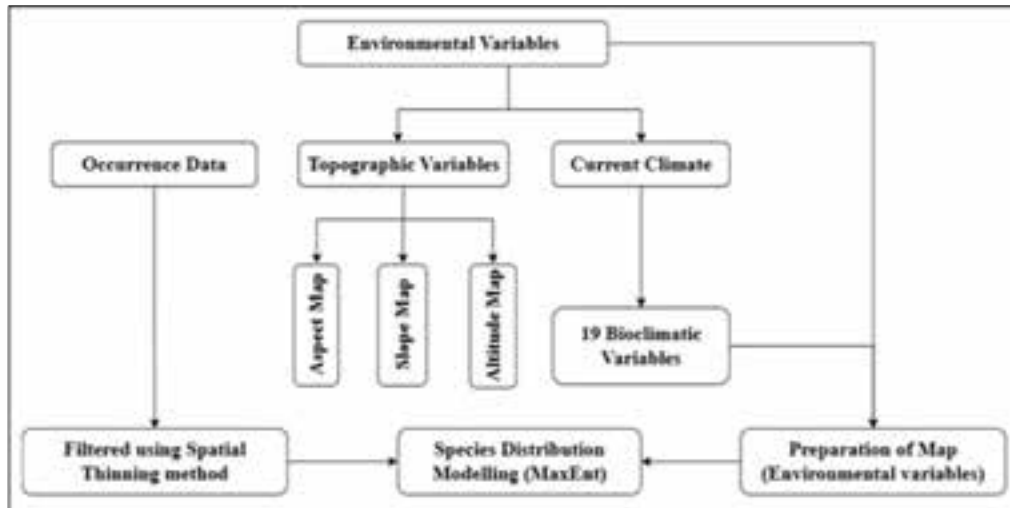 Environmental Variables
Occurrence Data
Topographic Variables
Current Climate
Aspect Map
Slape Map
Altitude Map
19 Bioclimatic
Variables
Filtered using Spatial
Thinning method
Species Distribution
Modelling (MaxEnt)
Preparation of Map
(Environmental variables)